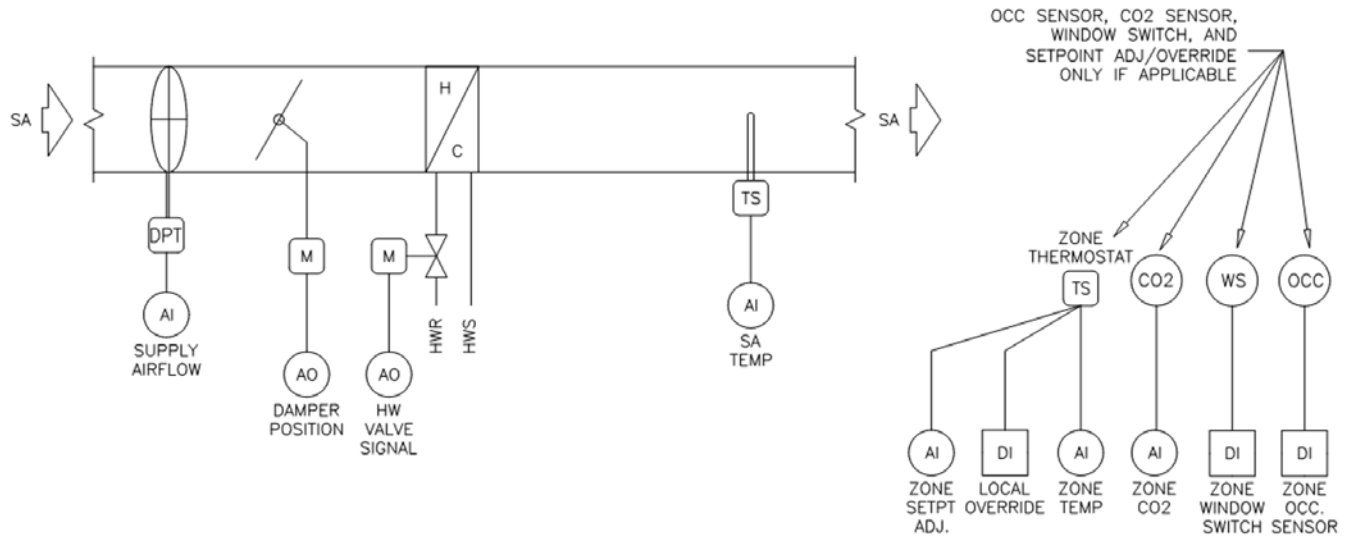 OCC SENSOR, CO2 SENSOR,
WINDOW SWITCH, AND
SETPOINT ADJ/OVERRIDE
ONLY IF APPLICABLE
SA
H
C
SA
DPT
M
M
TS
AI
SUPPLY
AIRFLOW
AO
DAMPER
POSITION
AO
HW
VALVE
SIGNAL
HWR
HWS
AI
SA
TEMP
ZONE
THERMOSTAT
TS
CO2
WS
OCC
AI
ZONE
SETPT
ADJ.
DI
LOCAL
OVERRIDE
AI
ZONE
TEMP
AI
ZONE
CO2
DI
ZONE
WINDOW
SWITCH
DI
ZONE
OCC.
SENSOR